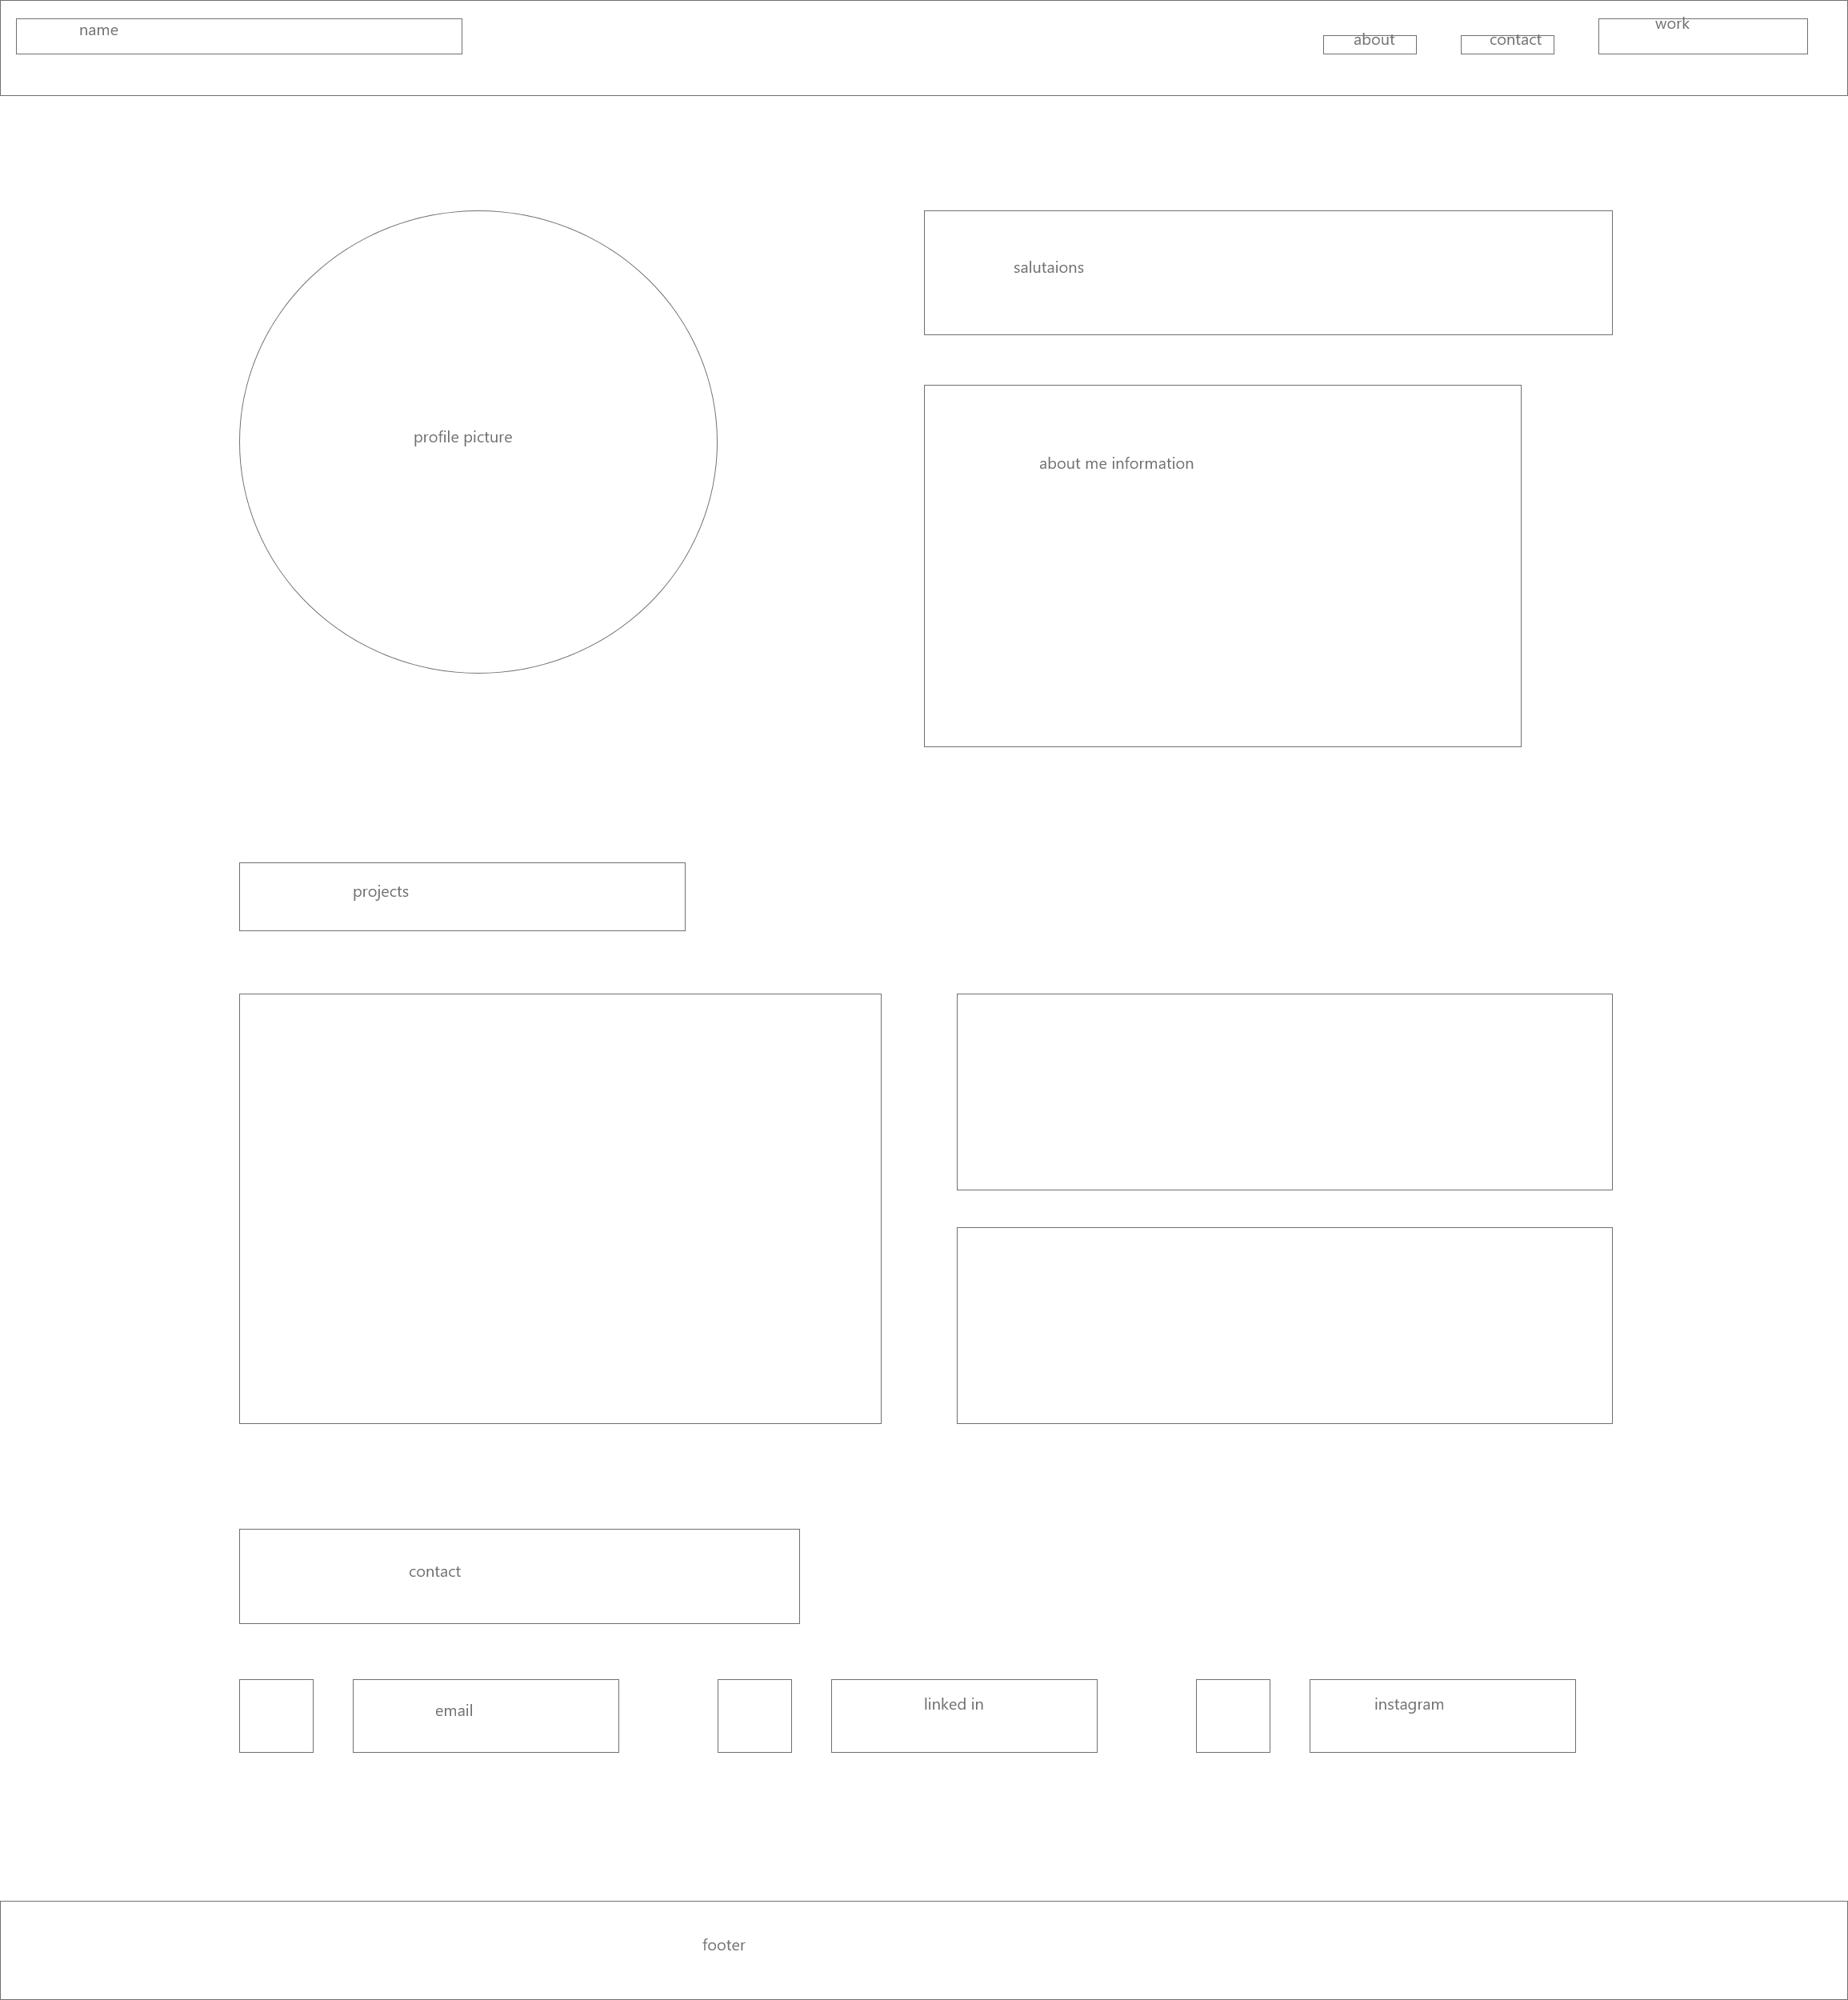 name
about
contact
work
salutaions
profile picture
about me information
projects
contact
email
linked in
instagram
footer